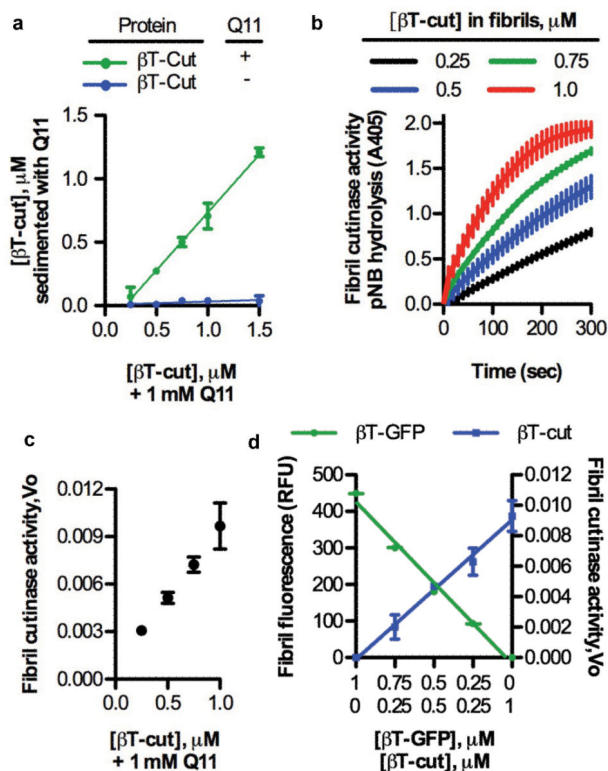 a
Protein Q11
βT-Cut +
βT-Cut -
[βT-cut], μM
sedimented with Q11
1.5
1.0
0.5
0.0
0.0 0.5 1.0 1.5
[βT-cut], μM
+ 1 mM Q11
b
[βT-cut] in fibrils, μM
0.25 0.75
0.5 1.0
Fibril cutinase activity
pNB hydrolysis (A405)
2.0
1.5
1.0
0.5
0.0
0 100 200 300
Time (sec)
c
Fibril cutinase activity,Vo
0.012
0.009
0.006
0.003
0.000
0.0 0.5 1.0
[βT-cut], μM
+ 1 mM Q11
d
βT-GFP βT-cut
Fibril fluorescence (RFU)
500
400
300
200
100
0
0.012
0.010
0.008
0.006
0.004
0.002
0.000
Fibril cutinase activity,Vo
1 0.75 0.5 0.25 0
0 0.25 0.5 0.25 1
[βT-GFP], μM
[βT-cut], μM